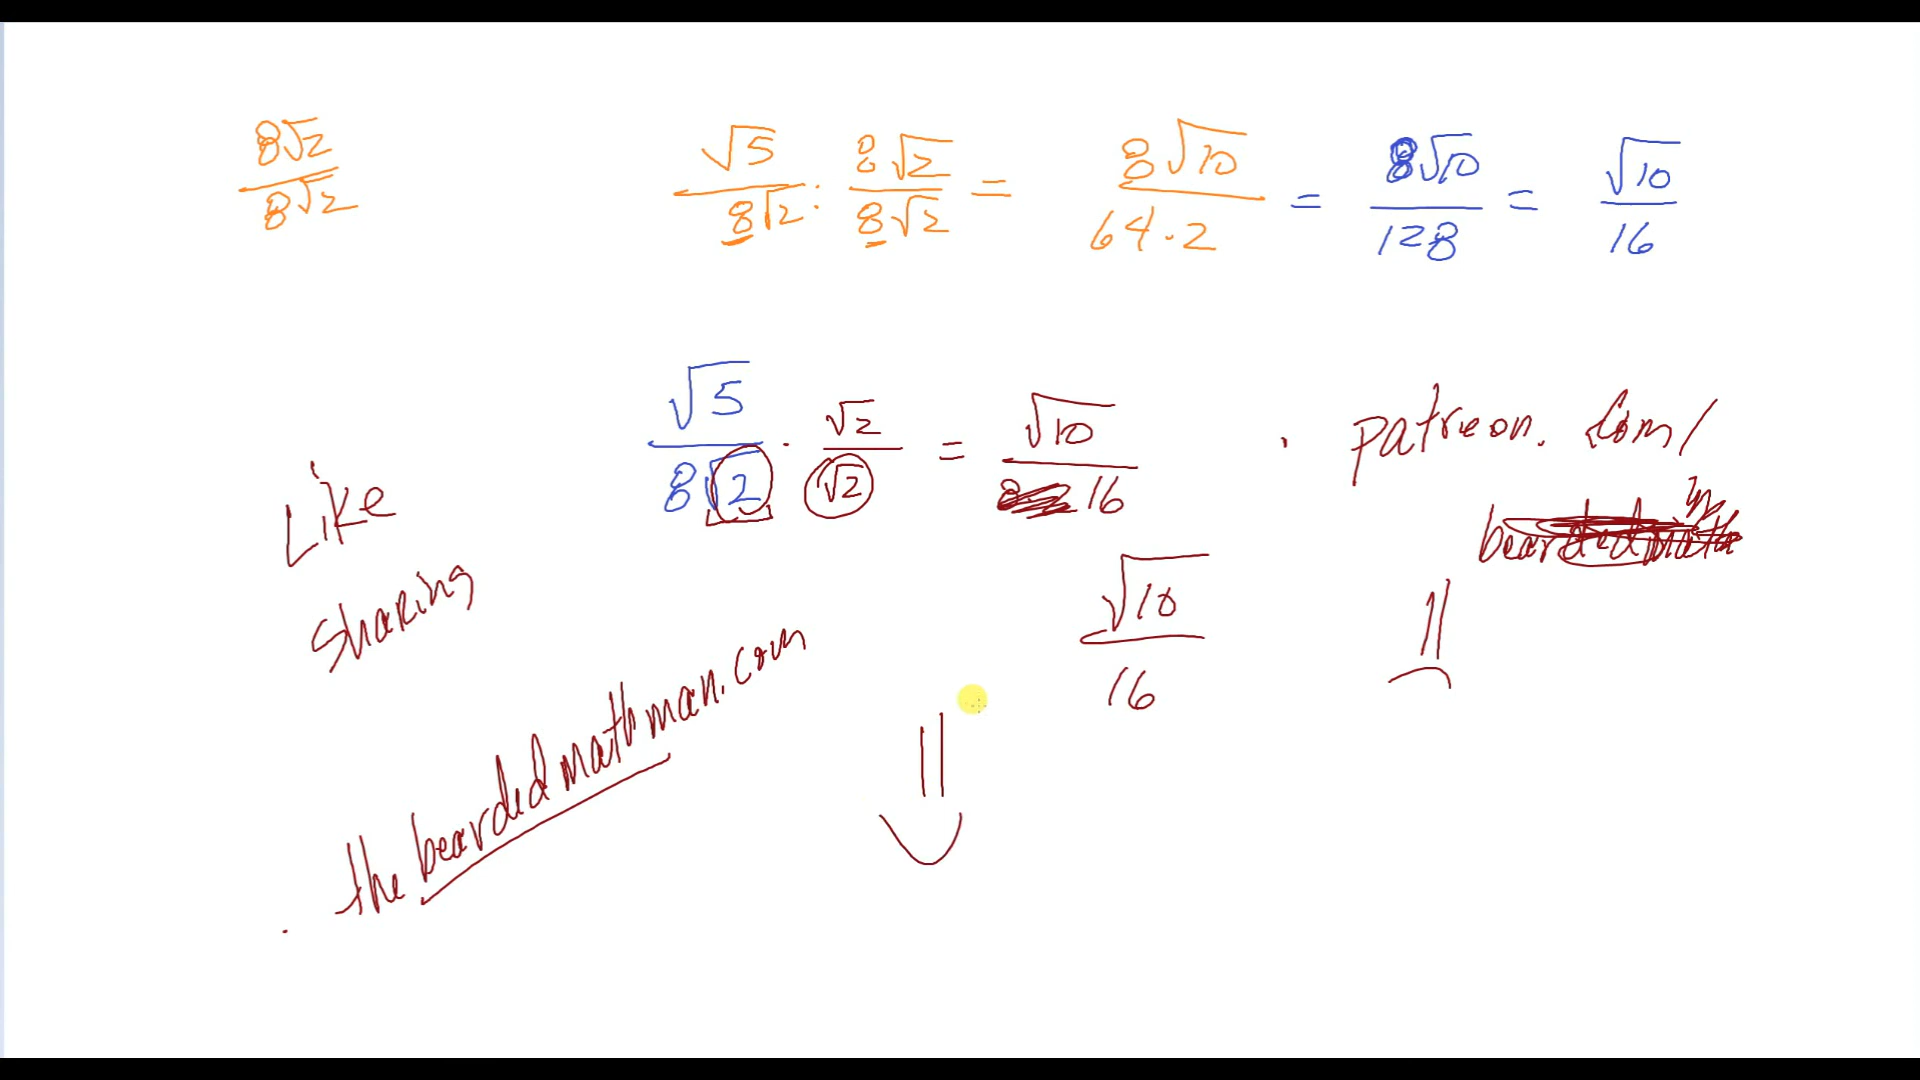 8√2/8√2
√5/8√2 · 8√2/8√2 = 8√10/64·2 = 8√10/128 = √10/16
√5/8√2 · √2/√2 = √10/16
√10/16
· patreon.com/
Like
sharing
· thebeardedmathman.com